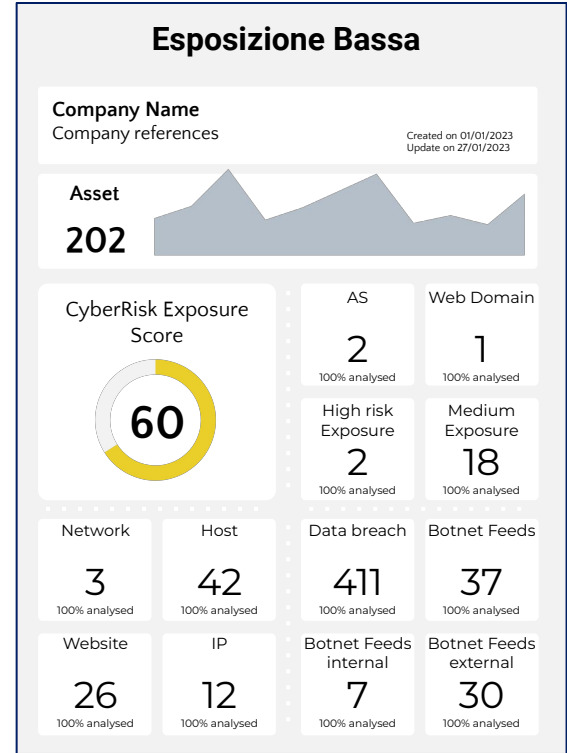 Esposizione Bassa
Company Name
Company references
Created on 01/01/2023
Update on 27/01/2023
Asset
202
CyberRisk Exposure
Score
60
AS
2
100% analysed
Web Domain
1
100% analysed
High risk
Exposure
2
100% analysed
Medium
Exposure
18
100% analysed
Network
3
100% analysed
Host
42
100% analysed
Data breach
411
100% analysed
Botnet Feeds
37
100% analysed
Website
26
100% analysed
IP
12
100% analysed
Botnet Feeds
internal
7
100% analysed
Botnet Feeds
external
30
100% analysed